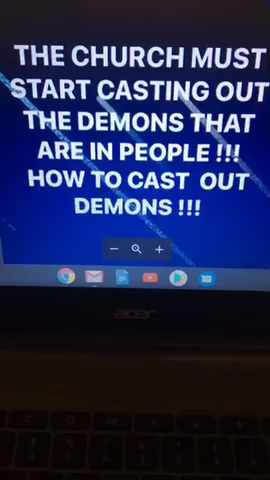 THE CHURCH MUST
START CASTING OUT
THE DEMONS THAT
ARE IN PEOPLE !!!
HOW TO CAST OUT
DEMONS !!!
acer